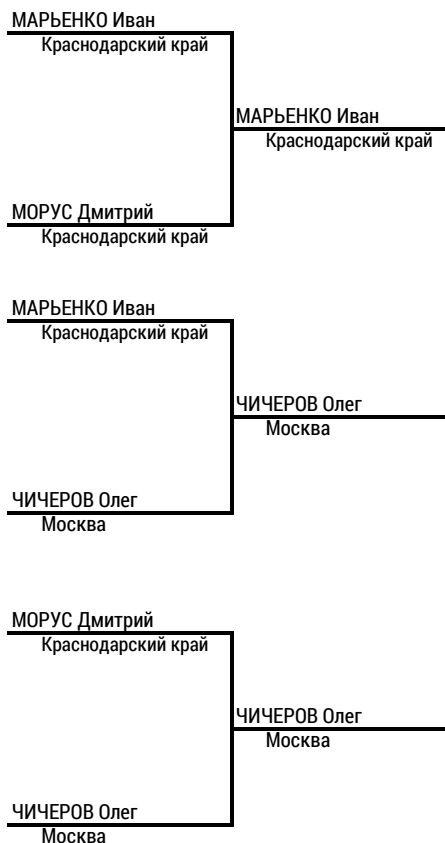 МАРЬЕНКО Иван
Краснодарский край
МАРЬЕНКО Иван
Краснодарский край
МОРУС Дмитрий
Краснодарский край
МАРЬЕНКО Иван
Краснодарский край
ЧИЧЕРОВ Олег
Москва
ЧИЧЕРОВ Олег
Москва
МОРУС Дмитрий
Краснодарский край
ЧИЧЕРОВ Олег
Москва
ЧИЧЕРОВ Олег
Москва